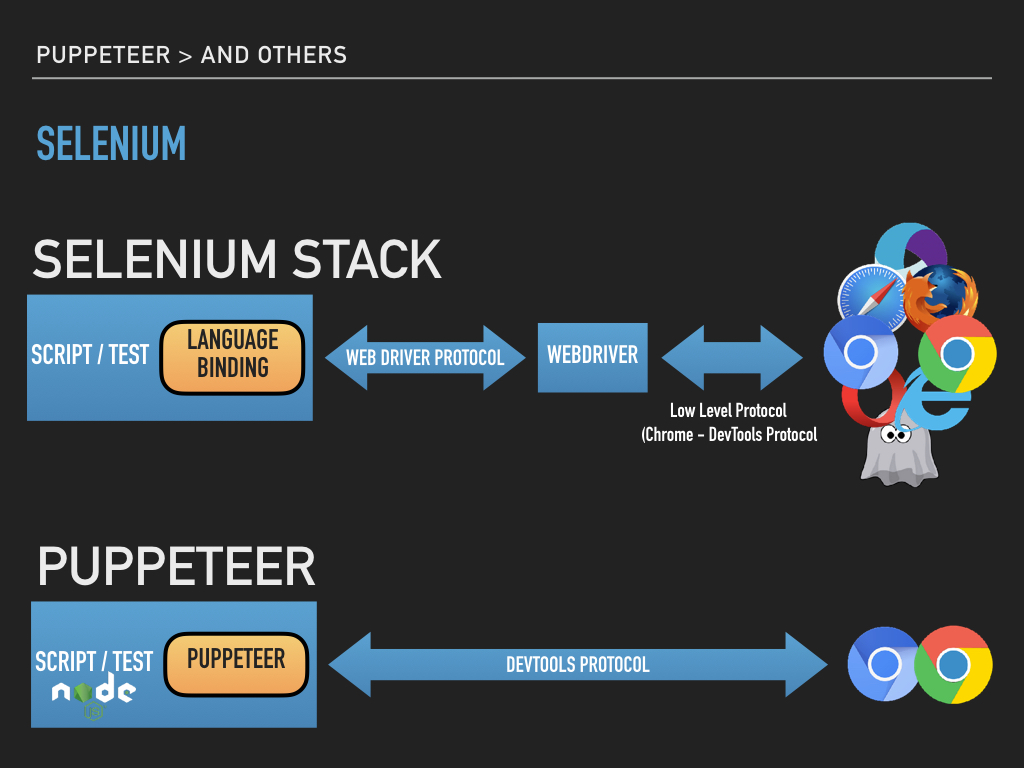 PUPPETEER > AND OTHERS
SELENIUM
SELENIUM STACK
SCRIPT / TEST
LANGUAGE
BINDING
WEB DRIVER PROTOCOL
WEBDRIVER
Low Level Protocol
(Chrome - DevTools Protocol
PUPPETEER
SCRIPT / TEST
node
JS
PUPPETEER
DEVTOOLS PROTOCOL